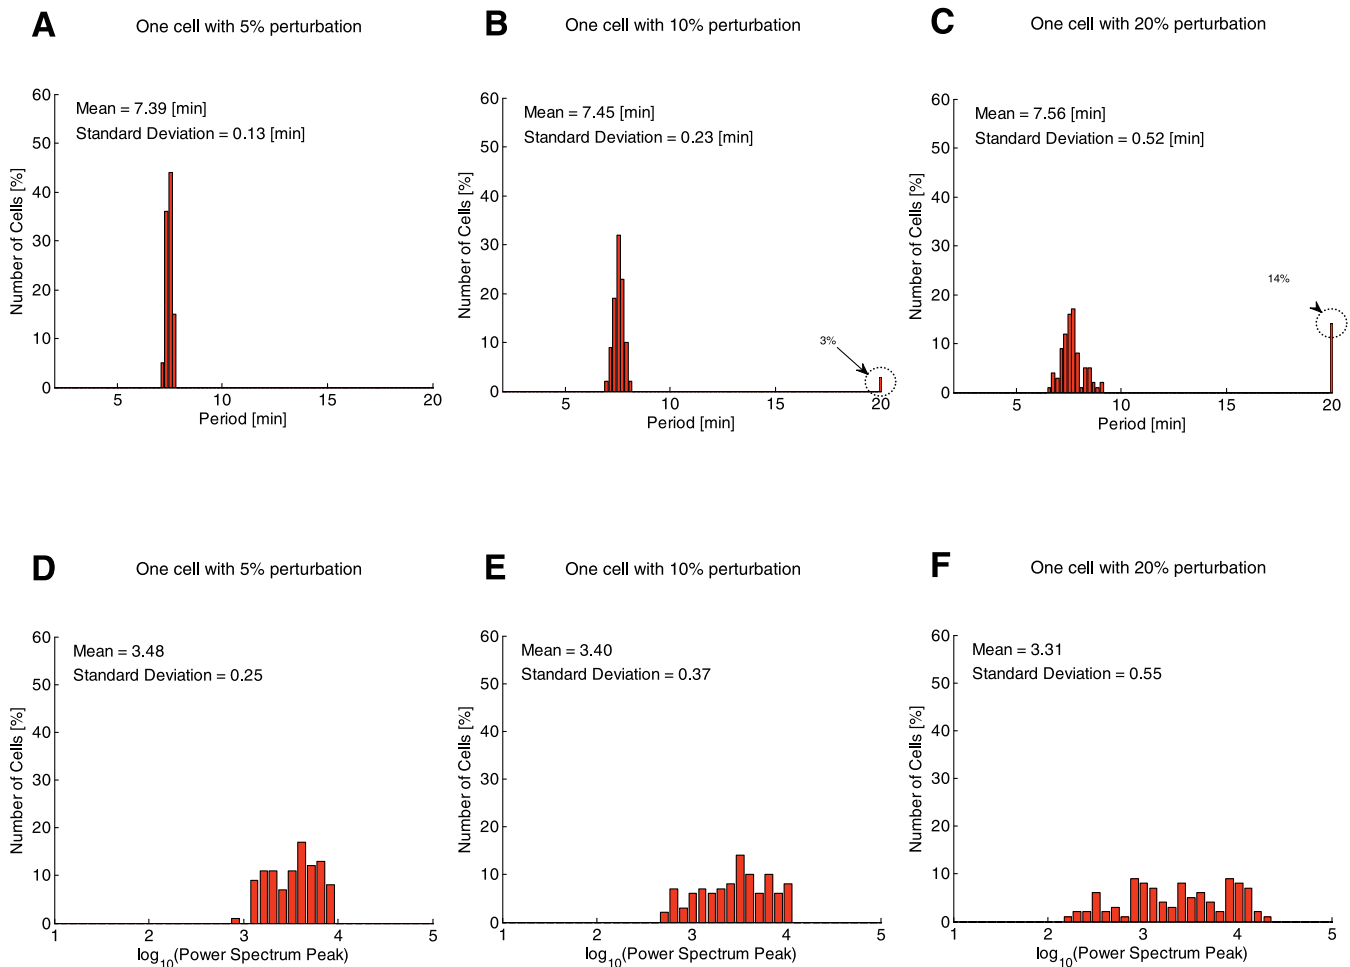 A One cell with 5% perturbation
Mean = 7.39 [min]
Standard Deviation = 0.13 [min]
Number of Cells [%]
60
50
40
30
20
10
0
5 10 15 20
Period [min]
B One cell with 10% perturbation
Mean = 7.45 [min]
Standard Deviation = 0.23 [min]
Number of Cells [%]
60
50
40
30
20
10
0
3%
5 10 15 20
Period [min]
C One cell with 20% perturbation
Mean = 7.56 [min]
Standard Deviation = 0.52 [min]
Number of Cells [%]
60
50
40
30
20
10
0
14%
5 10 15 20
Period [min]
D One cell with 5% perturbation
Mean = 3.48
Standard Deviation = 0.25
Number of Cells [%]
60
50
40
30
20
10
0
1 2 3 4 5
log10(Power Spectrum Peak)
E One cell with 10% perturbation
Mean = 3.40
Standard Deviation = 0.37
Number of Cells [%]
60
50
40
30
20
10
0
1 2 3 4 5
log10(Power Spectrum Peak)
F One cell with 20% perturbation
Mean = 3.31
Standard Deviation = 0.55
Number of Cells [%]
60
50
40
30
20
10
0
1 2 3 4 5
log10(Power Spectrum Peak)